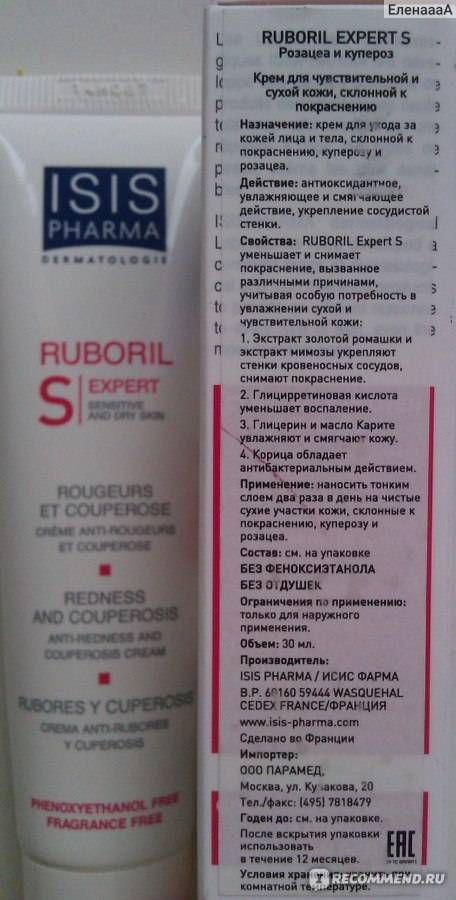 ЕленаааА
ISIS
PHARMA
DERMATOLOGIE
RUBORIL
S EXPERT
SENSITIVE
AND DRY SKIN
ROUGEURS
ET COUPEROSE
CRÈME ANTI-ROUGEURS
ET COUPEROSE
REDNESS
AND COUPEROSIS
ANTI-REDNESS AND
COUPEROSIS CREAM
RUBORES Y CUPEROSIS
CREMA ANTI-RUBORES
Y CUPEROSIS
PHENOXYETHANOL FREE
FRAGRANCE FREE
RUBORIL EXPERT S
Розацеа и купероз
Крем для чувствительной и
сухой кожи, склонной к
покраснению
Назначение: крем для ухода за
кожей лица и тела, склонной к
покраснению, куперозу и
розацеа.
Действие: антиоксидантное,
увлажняющее и смягчающее
действие, укрепление сосудистой
стенки.
Свойства: RUBORIL Expert S
уменьшает и снимает
покраснение, вызванное
различными причинами,
учитывая особую потребность в
увлажнении сухой и
чувствительной кожи:
1. Экстракт золотой ромашки и
экстракт мимозы укрепляют
стенки кровеносных сосудов,
снимают покраснение.
2. Глицирретиновая кислота
уменьшает воспаление.
3. Глицерин и масло Карите
увлажняют и смягчают кожу.
4. Корица обладает
антибактериальным действием.
Применение: наносить тонким
слоем два раза в день на чистые
сухие участки кожи, склонные к
покраснению, куперозу и
розацеа.
Состав: см. на упаковке
БЕЗ ФЕНОКСИЭТАНОЛА
БЕЗ ОТДУШЕК
Ограничения по применению:
только для наружного
применения.
Объем: 30 мл.
Производитель:
ISIS PHARMA / ИСИС ФАРМА
B.P. 60160 59444 WASQUEHAL
CEDEX FRANCE/ФРАНЦИЯ
www.isis-pharma.com
Сделано во Франции
Импортер:
ООО ПАРАМЕД,
Москва, ул. Кусакова, 20
Тел./факс: (495) 7818479
Годен до: см. на упаковке.
После вскрытия упаковки
использовать
в течение 12 месяцев.
Условия хранения: хранить при
комнатной температуре.
EAC
IRECOMMEND.RU